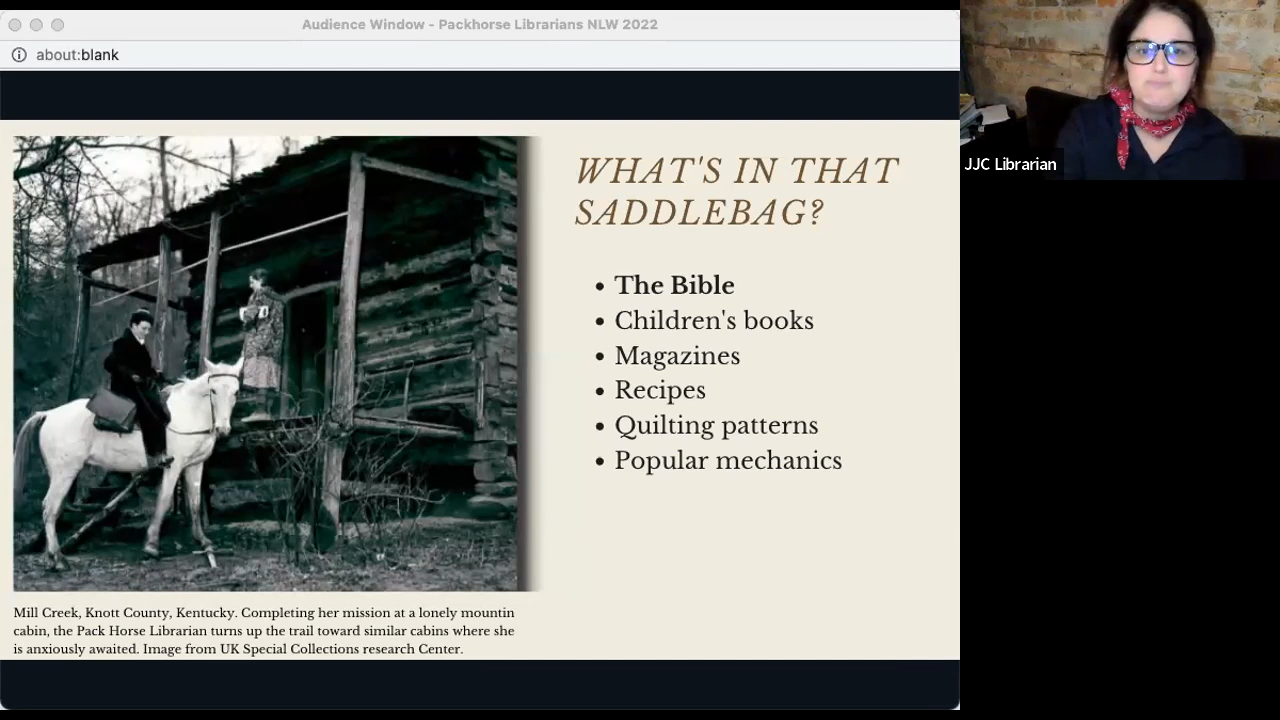 Audience Window - Packhorse Librarians NLW 2022
about:blank
WHAT'S IN THAT
SADDLEBAG?
• The Bible
• Children's books
• Magazines
• Recipes
• Quilting patterns
• Popular mechanics
Mill Creek, Knott County, Kentucky. Completing her mission at a lonely mountin
cabin, the Pack Horse Librarian turns up the trail toward similar cabins where she
is anxiously awaited. Image from UK Special Collections research Center.
JJC Librarian